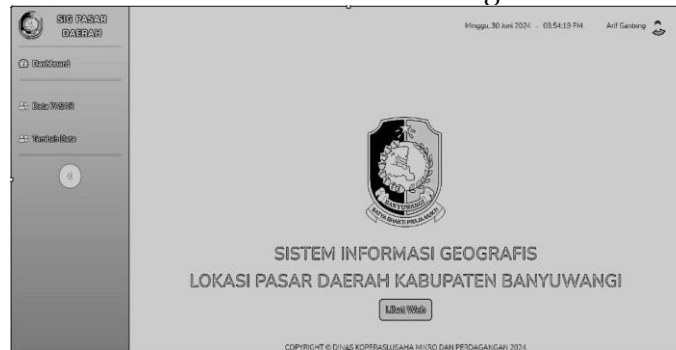 SIG PASAR
DAERAH
Minggu, 30 Juni 2024 - 03:54:19 PM Arif Ganteng
Dashboard
Data PASAR
Tambah Data
BANYUWANGI
SATYA BHAKTI PRAJA MUKTI
SISTEM INFORMASI GEOGRAFIS
LOKASI PASAR DAERAH KABUPATEN BANYUWANGI
Lihat Web
COPYRIGHT © DINAS KOPERASI,USAHA MIKRO DAN PERDAGANGAN 2024